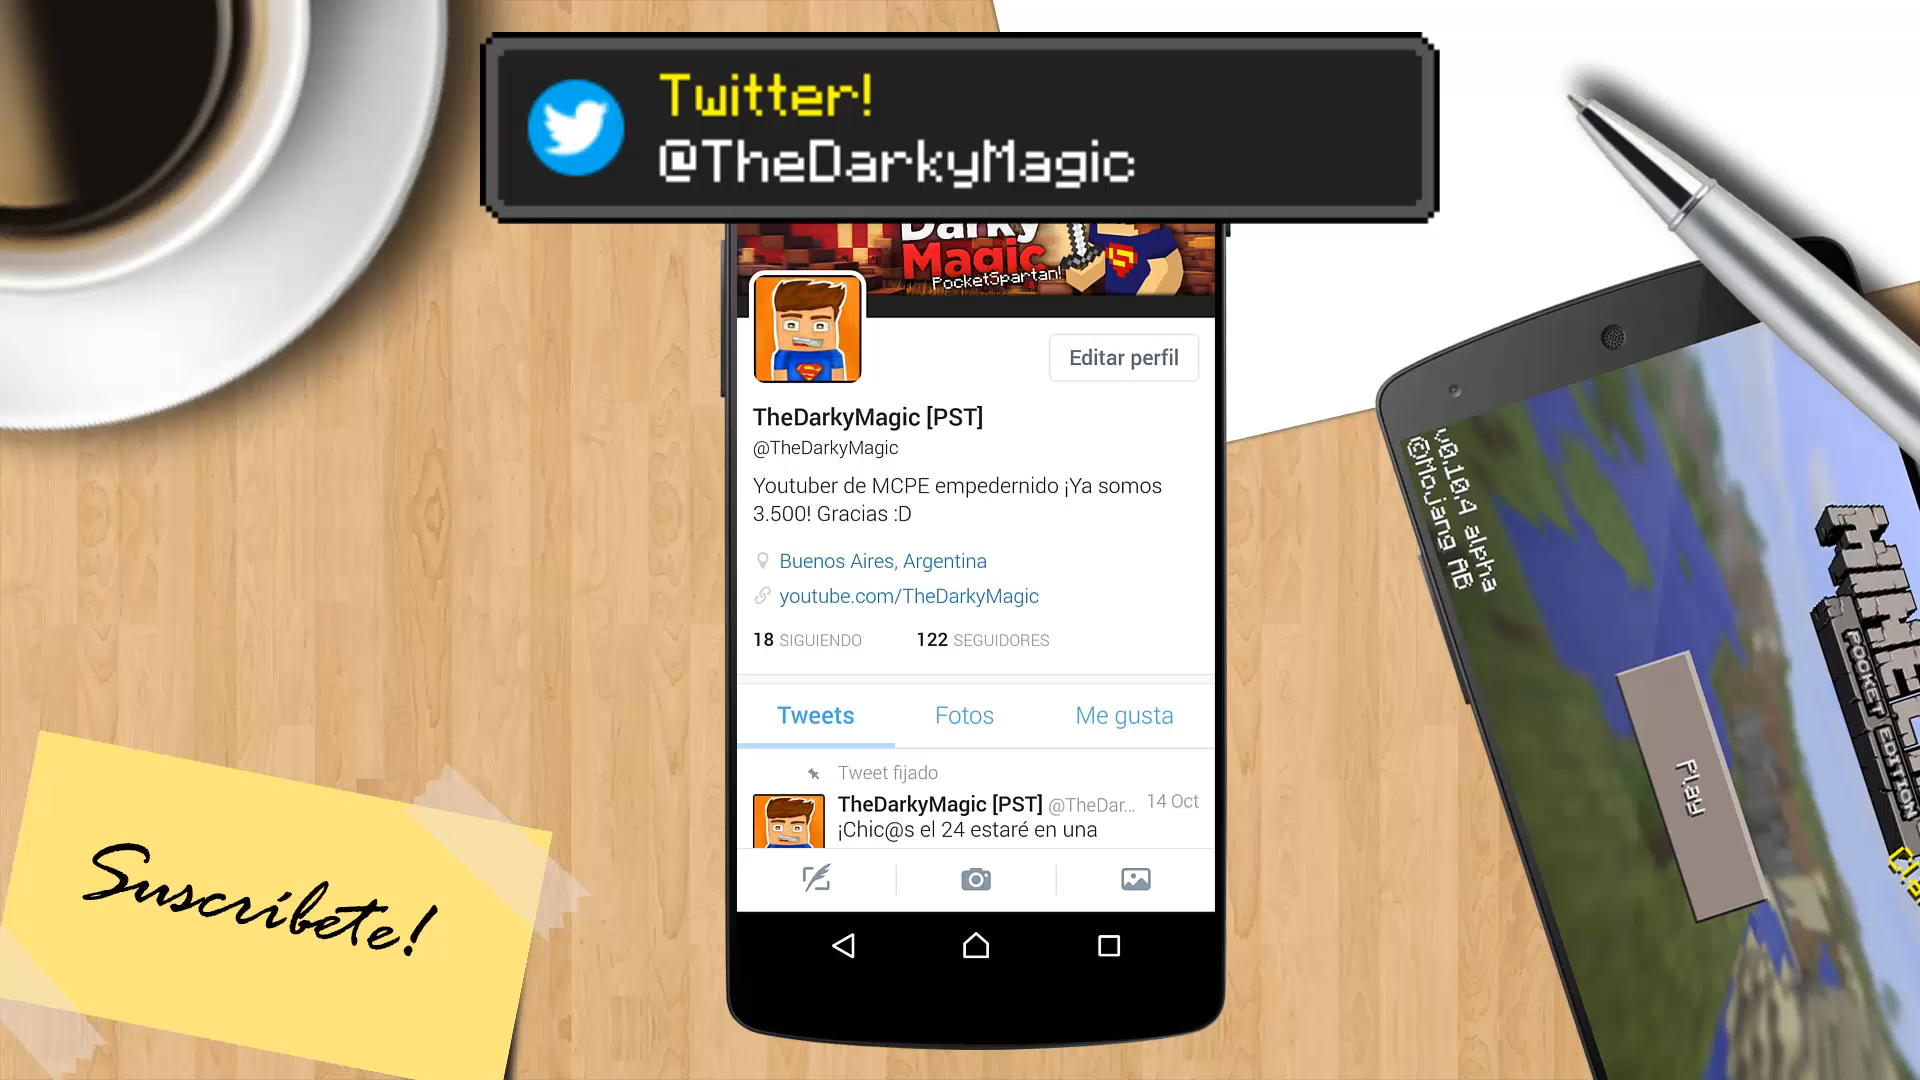 Twitter!
@TheDarkyMagic
Darky
Magic
PocketSpartan!
Editar perfil
TheDarkyMagic [PST]
@TheDarkyMagic
Youtuber de MCPE empedernido ¡Ya somos
3.500! Gracias :D
Buenos Aires, Argentina
youtube.com/TheDarkyMagic
18 SIGUIENDO 122 SEGUIDORES
Tweets Fotos Me gusta
Tweet fijado
TheDarkyMagic [PST] @TheDar... 14 Oct
¡Chic@s el 24 estaré en una
Suscríbete!
v0.10.4 alpha
@Mojang AB
POCKET EDITION
Play